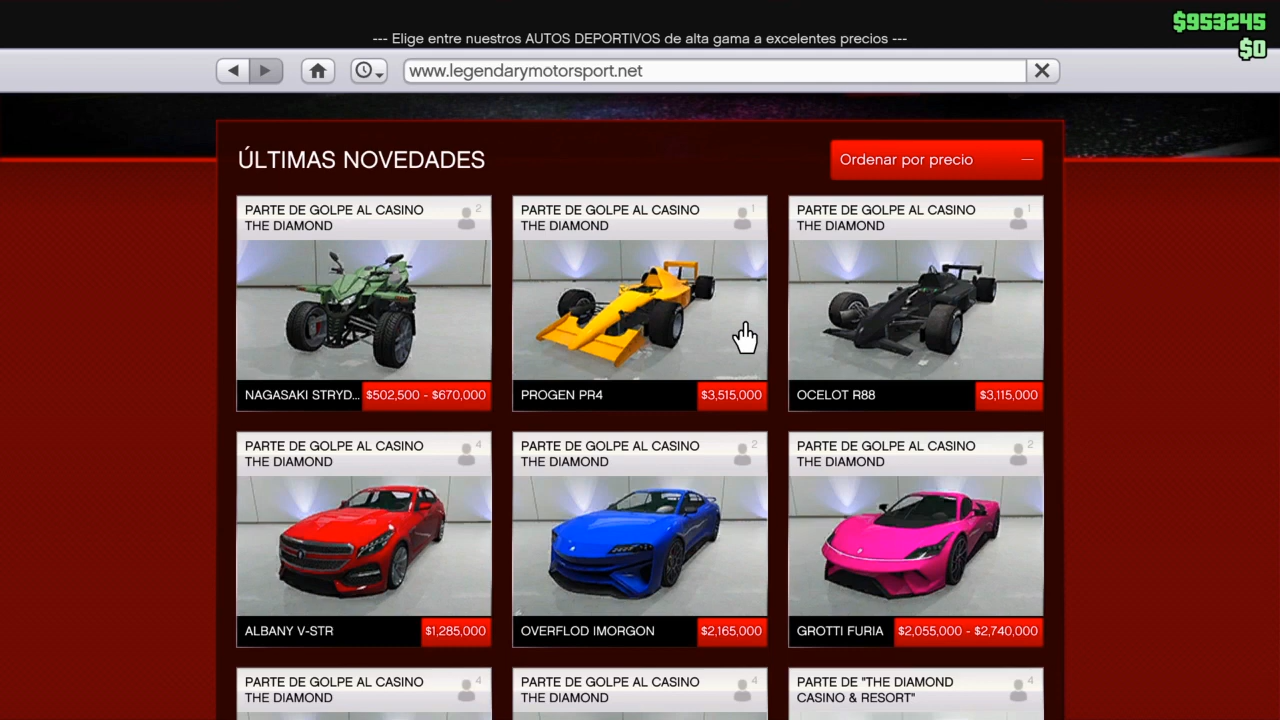 $953245
--- Elige entre nuestros AUTOS DEPORTIVOS de alta gama a excelentes precios ---
$0
www.legendarymotorsport.net
ÚLTIMAS NOVEDADES
Ordenar por precio
PARTE DE GOLPE AL CASINO
THE DIAMOND
2
PARTE DE GOLPE AL CASINO
THE DIAMOND
1
PARTE DE GOLPE AL CASINO
THE DIAMOND
1
NAGASAKI STRYD... $502,500 - $670,000
PROGEN PR4 $3,515,000
OCELOT R88 $3,115,000
PARTE DE GOLPE AL CASINO
THE DIAMOND
4
PARTE DE GOLPE AL CASINO
THE DIAMOND
2
PARTE DE GOLPE AL CASINO
THE DIAMOND
2
ALBANY V-STR $1,285,000
OVERFLOD IMORGON $2,165,000
GROTTI FURIA $2,055,000 - $2,740,000
PARTE DE GOLPE AL CASINO
THE DIAMOND
4
PARTE DE GOLPE AL CASINO
THE DIAMOND
4
PARTE DE "THE DIAMOND
CASINO & RESORT"
4